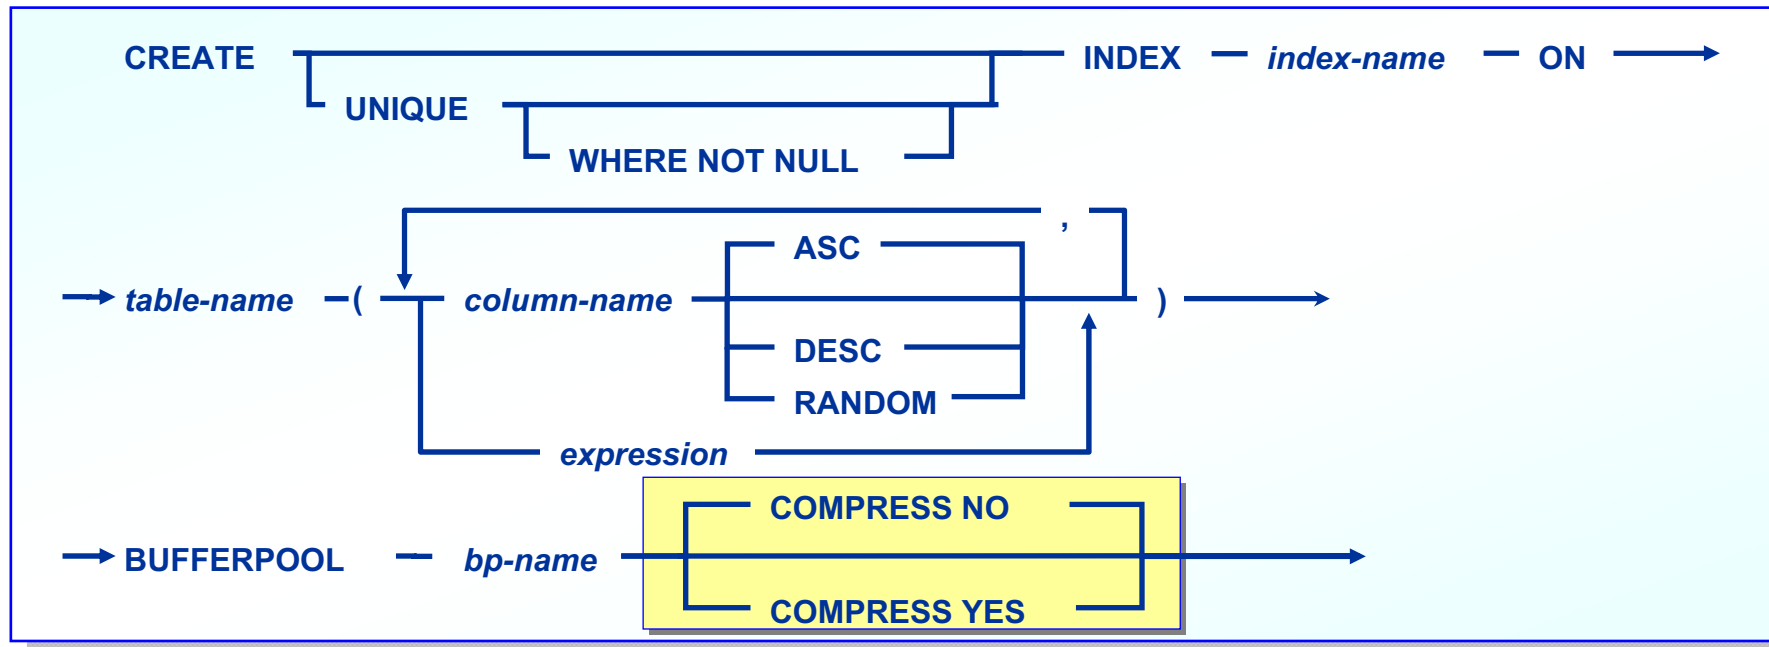 CREATE INDEX index-name ON
UNIQUE
WHERE NOT NULL
,
ASC
table-name ( column-name )
DESC
RANDOM
expression
COMPRESS NO
BUFFERPOOL bp-name
COMPRESS YES